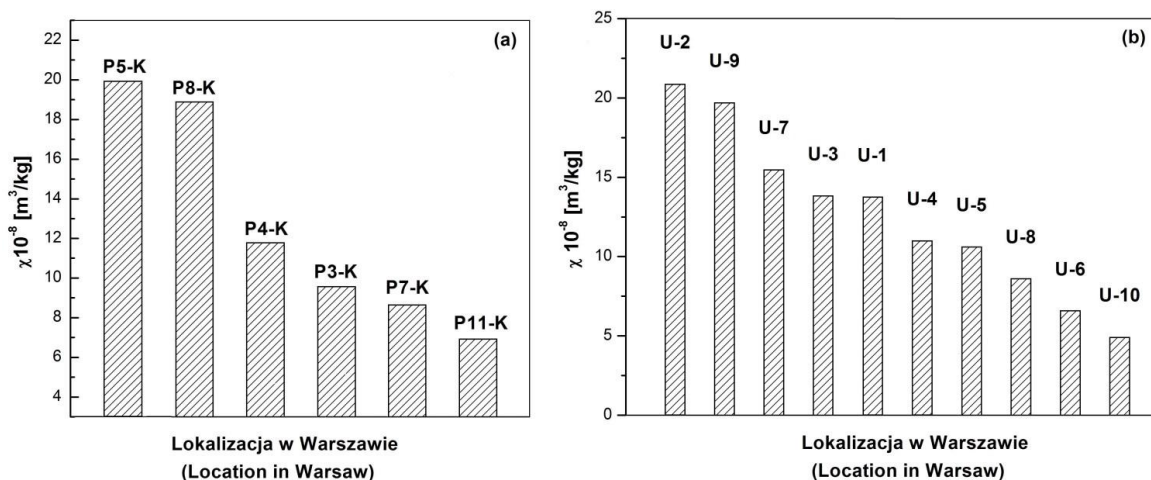 (a)
22
20
18
16
14
12
10
8
6
4
P5-K
P8-K
P4-K
P3-K
P7-K
P11-K
χ10⁻⁸ [m³/kg]
Lokalizacja w Warszawie
(Location in Warsaw)
(b)
25
20
15
10
5
0
U-2
U-9
U-7
U-3
U-1
U-4
U-5
U-8
U-6
U-10
χ 10⁻⁸ [m³/kg]
Lokalizacja w Warszawie
(Location in Warsaw)